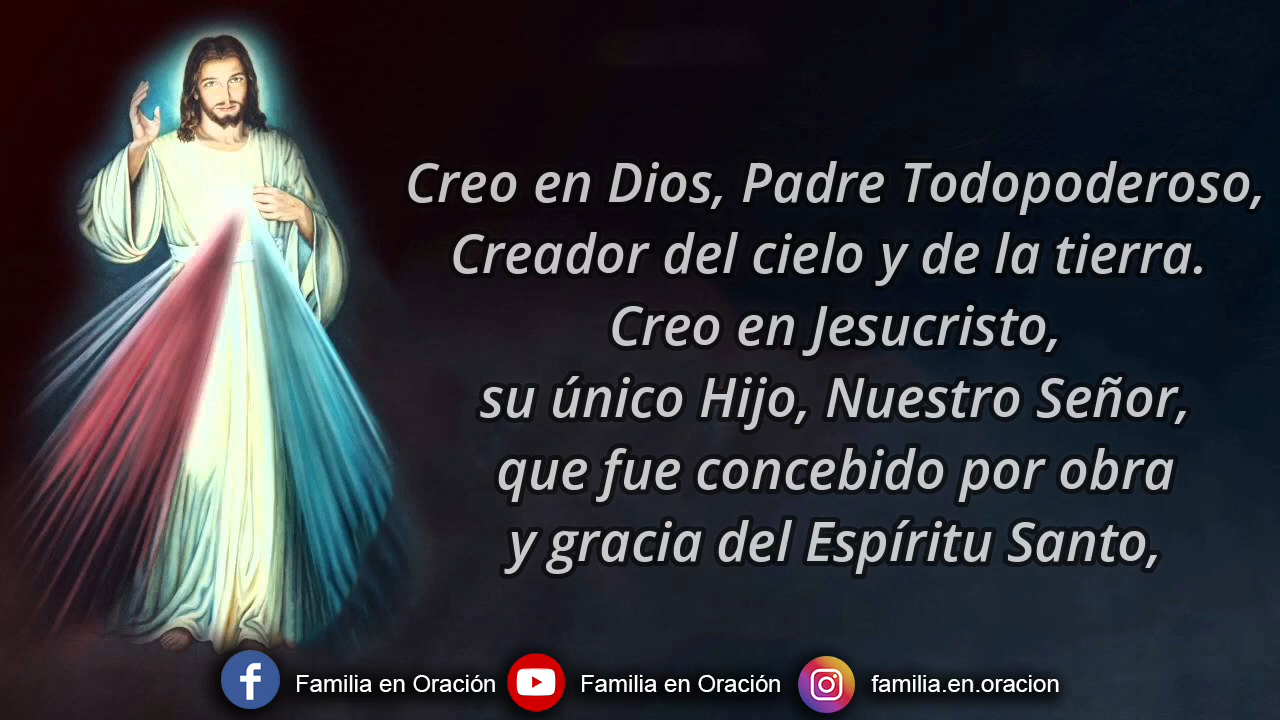 Creo en Dios, Padre Todopoderoso,
Creador del cielo y de la tierra.
Creo en Jesucristo,
su único Hijo, Nuestro Señor,
que fue concebido por obra
y gracia del Espíritu Santo,
Familia en Oración Familia en Oración familia.en.oracion